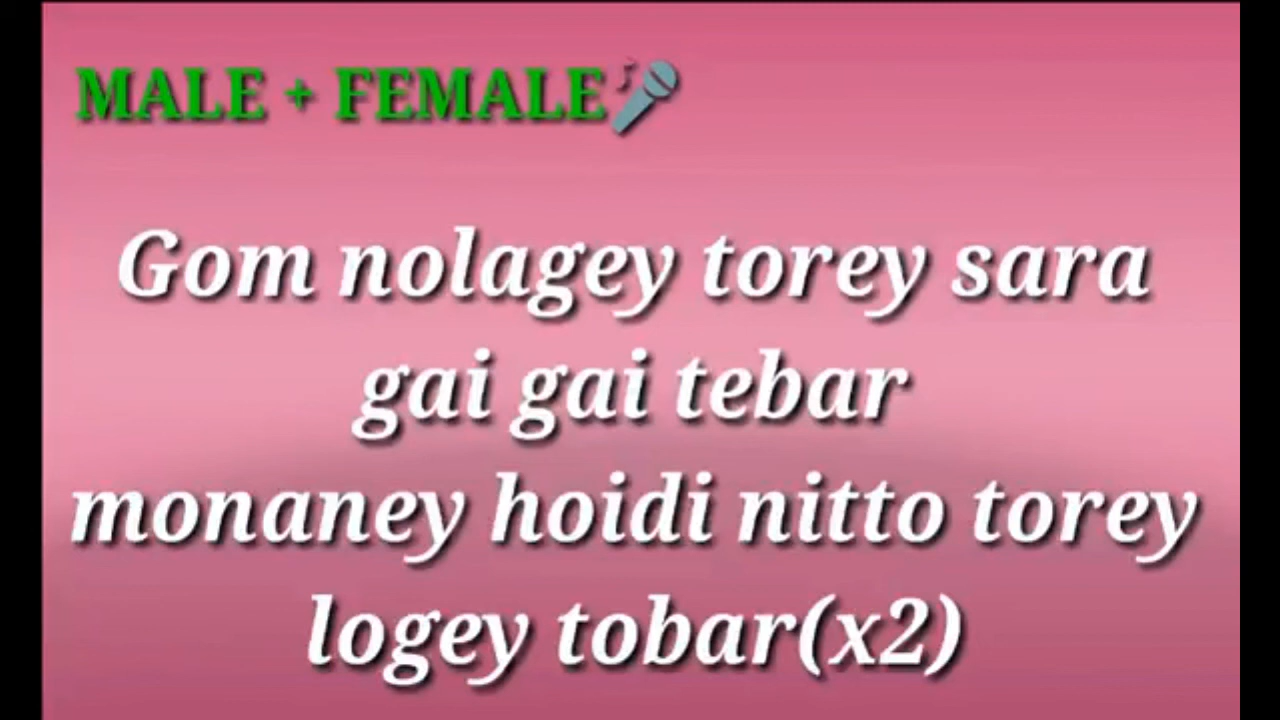 MALE + FEMALE🎤
Gom nolagey torey sara
gai gai tebar
monaney hoidi nitto torey
logey tobar(x2)